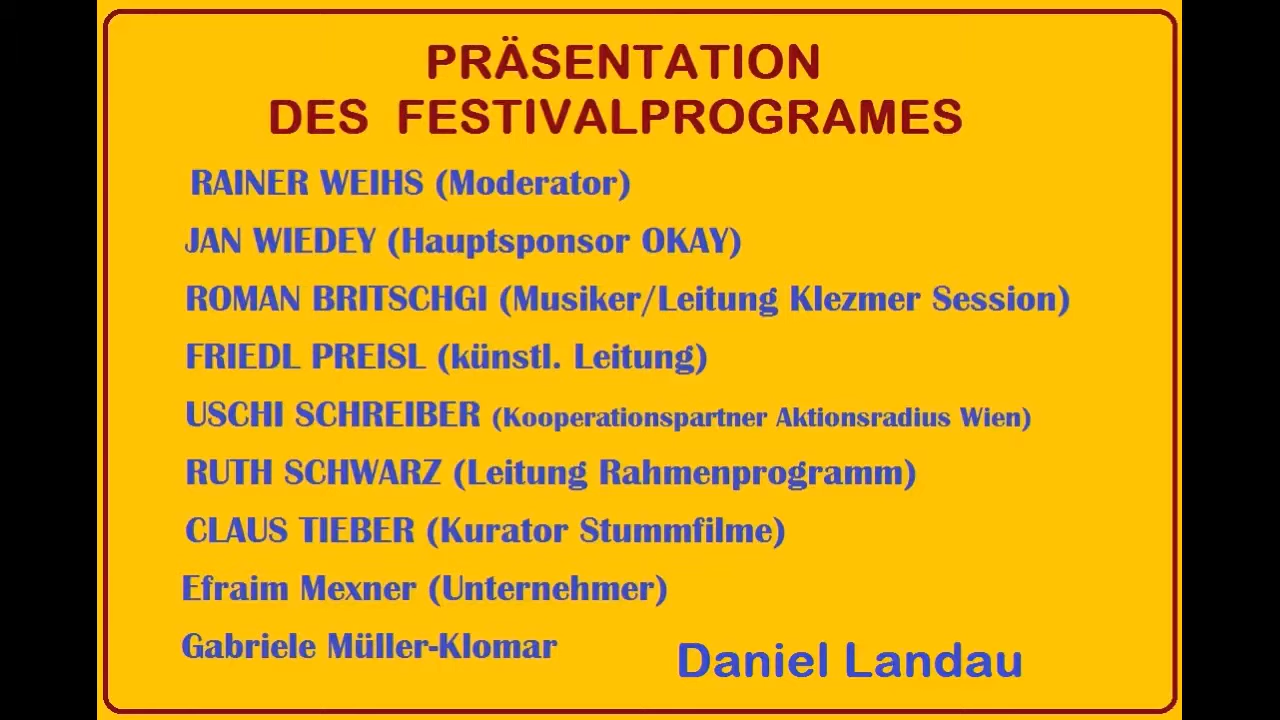 PRÄSENTATION
DES FESTIVALPROGRAMES
RAINER WEIHS (Moderator)
JAN WIEDEY (Hauptsponsor OKAY)
ROMAN BRITSCHGI (Musiker/Leitung Klezmer Session)
FRIEDL PREISL (künstl. Leitung)
USCHI SCHREIBER (Kooperationspartner Aktionsradius Wien)
RUTH SCHWARZ (Leitung Rahmenprogramm)
CLAUS TIEBER (Kurator Stummfilme)
Efraim Mexner (Unternehmer)
Gabriele Müller-Klomar
Daniel Landau